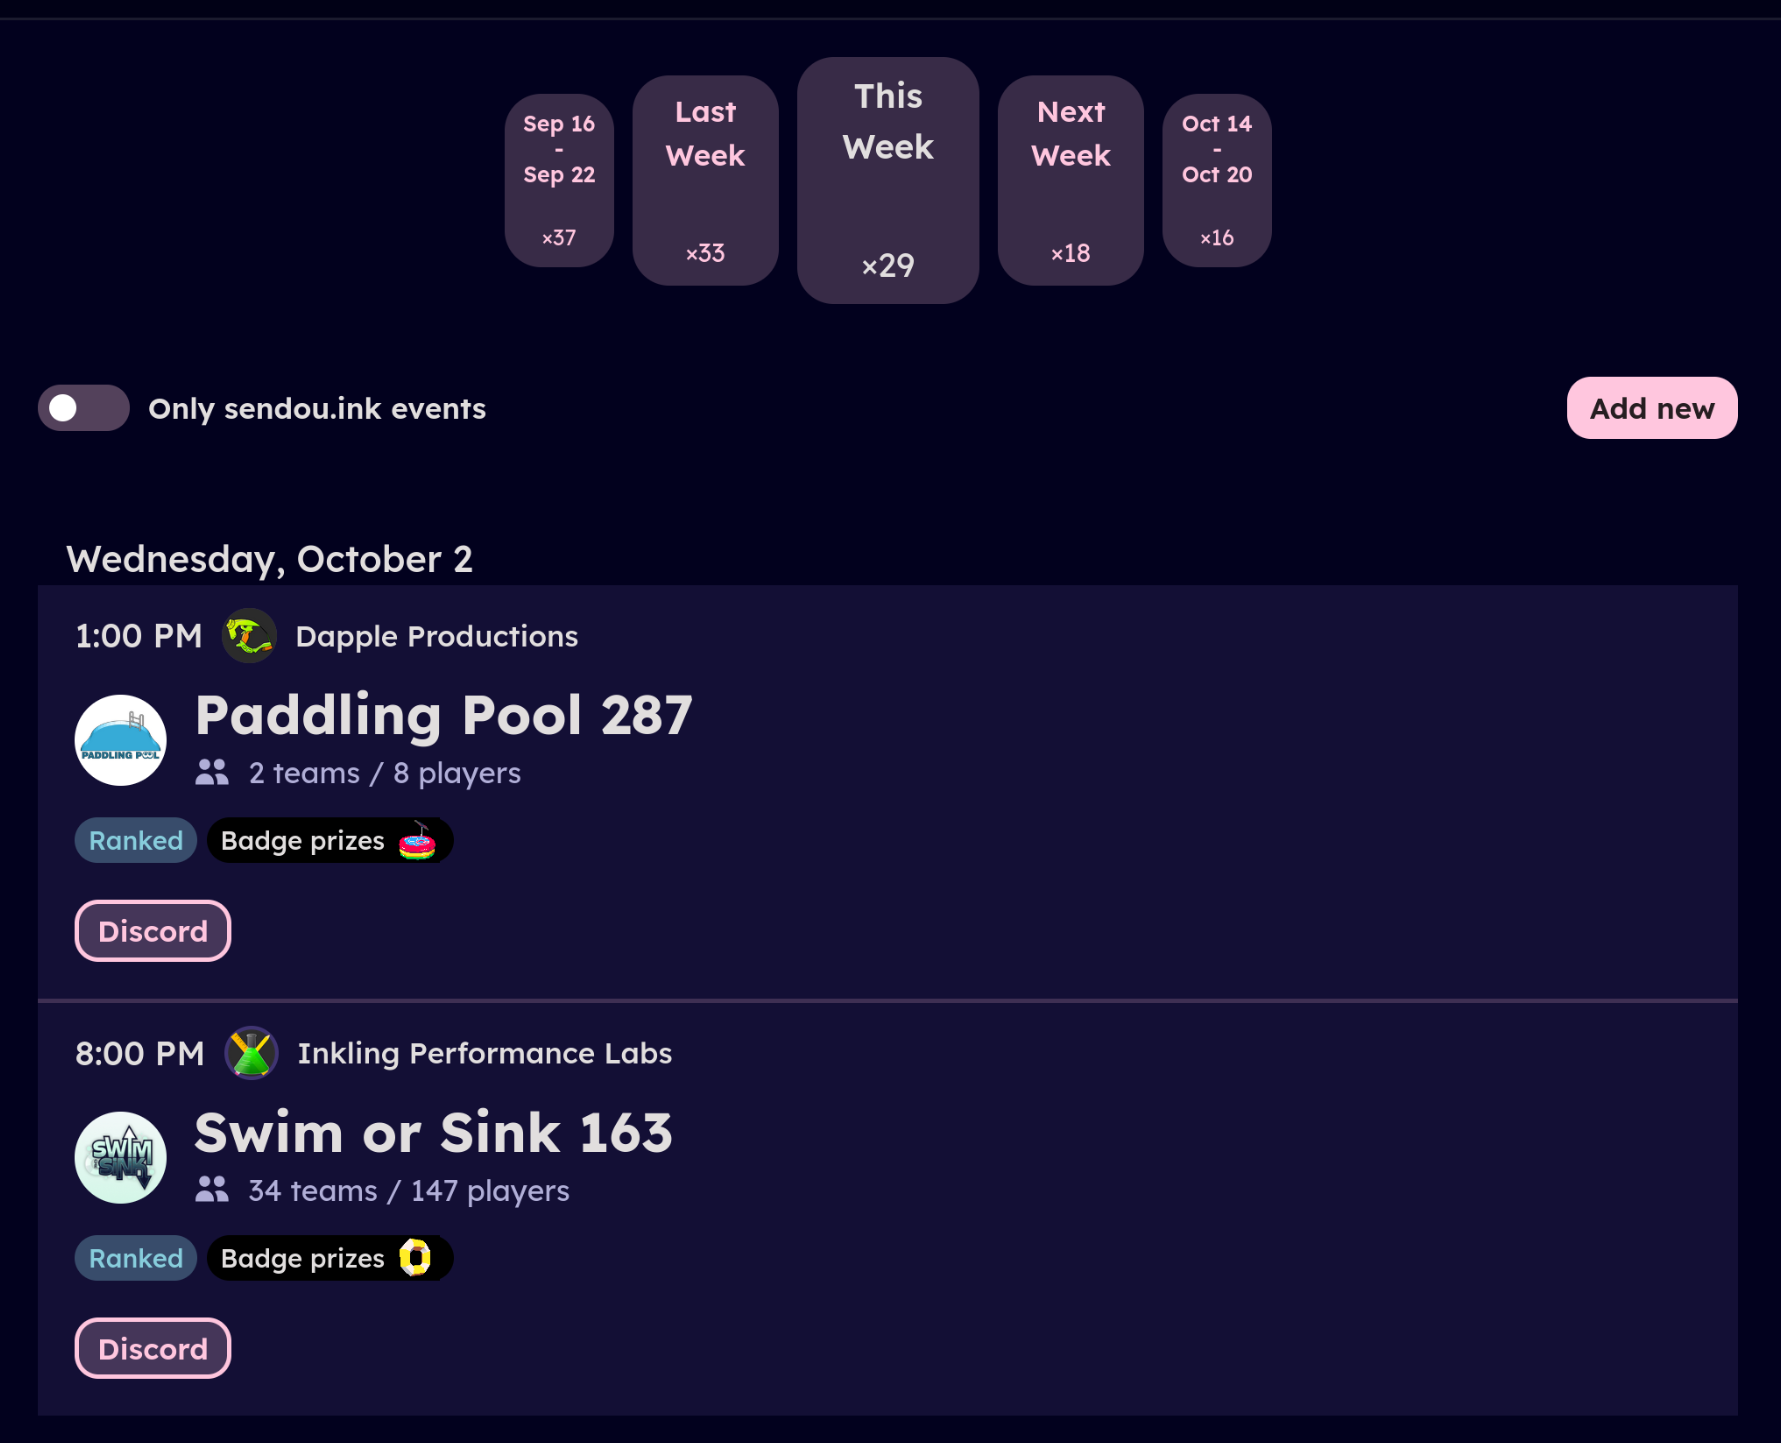 Sep 16
-
Sep 22
×37
Last
Week
×33
This
Week
×29
Next
Week
×18
Oct 14
-
Oct 20
×16
Only sendou.ink events
Add new
Wednesday, October 2
1:00 PM Dapple Productions
PADDLING POOL
Paddling Pool 287
2 teams / 8 players
Ranked Badge prizes
Discord
8:00 PM Inkling Performance Labs
SWIM
SINK
Swim or Sink 163
34 teams / 147 players
Ranked Badge prizes
Discord